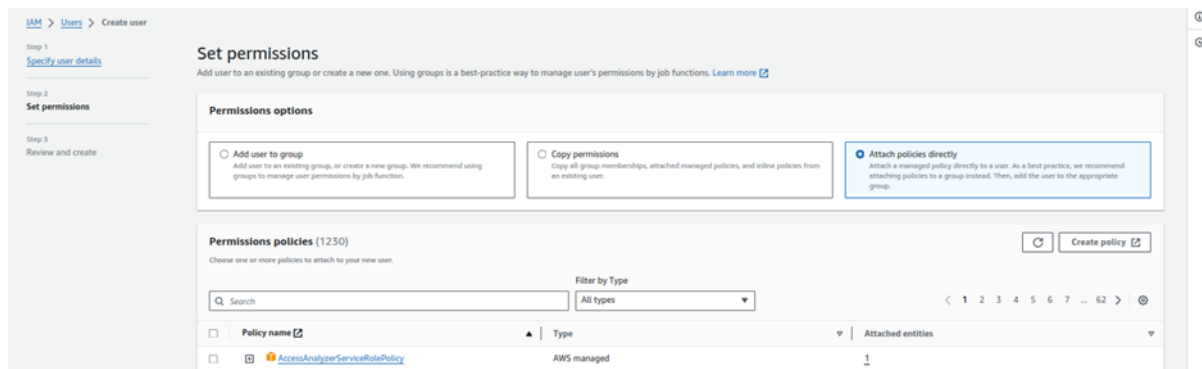 IAM > Users > Create user
Step 1
Specify user details
Step 2
Set permissions
Step 3
Review and create
Set permissions
Add user to an existing group or create a new one. Using groups is a best-practice way to manage user's permissions by job functions. Learn more
Permissions options
Add user to group
Add user to an existing group, or create a new group. We recommend using
groups to manage user permissions by job function.
Copy permissions
Copy all group memberships, attached managed policies, and inline policies from
an existing user.
Attach policies directly
Attach a managed policy directly to a user. As a best practice, we recommend
attaching policies to a group instead. Then, add the user to the appropriate
group.
Permissions policies (1230)
Create policy
Choose one or more policies to attach to your new user.
Filter by Type
Search
All types
< 1 2 3 4 5 6 7 ... 62 >
Policy name
Type
Attached entities
AccessAnalyzerServiceRolePolicy
AWS managed
1